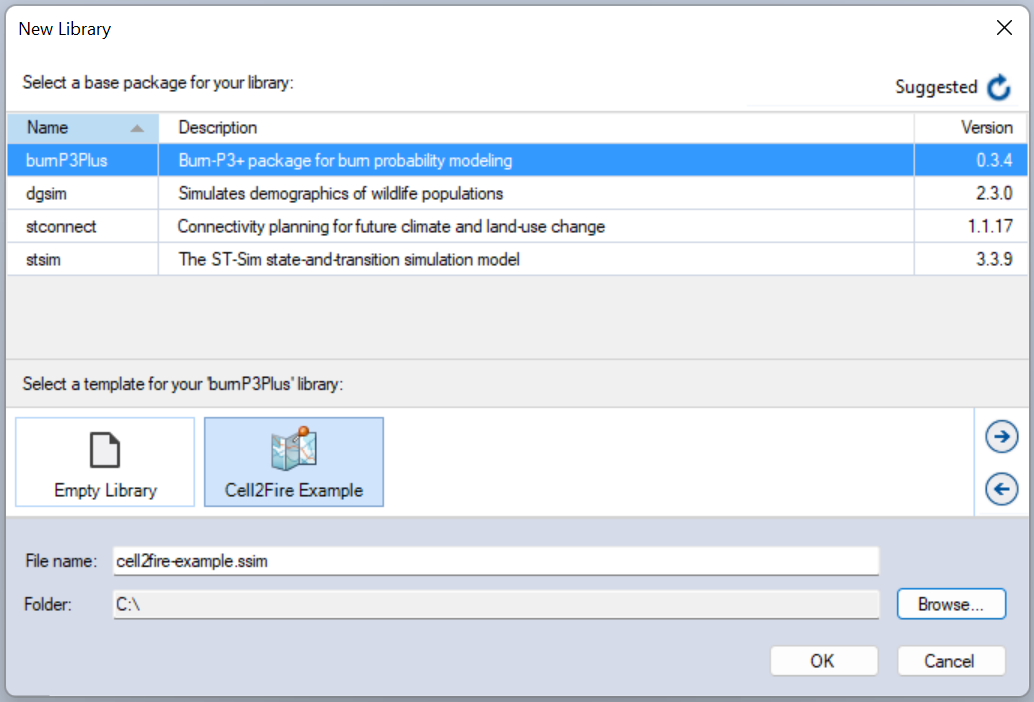 New Library
Select a base package for your library:
Suggested
Name Description Version
burnP3Plus Burn-P3+ package for burn probability modeling 0.3.4
dgsim Simulates demographics of wildlife populations 2.3.0
stconnect Connectivity planning for future climate and land-use change 1.1.17
stsim The ST-Sim state-and-transition simulation model 3.3.9
Select a template for your 'burnP3Plus' library:
Empty Library Cell2Fire Example
File name: cell2fire-example.ssim
Folder: C:\ Browse...
OK Cancel